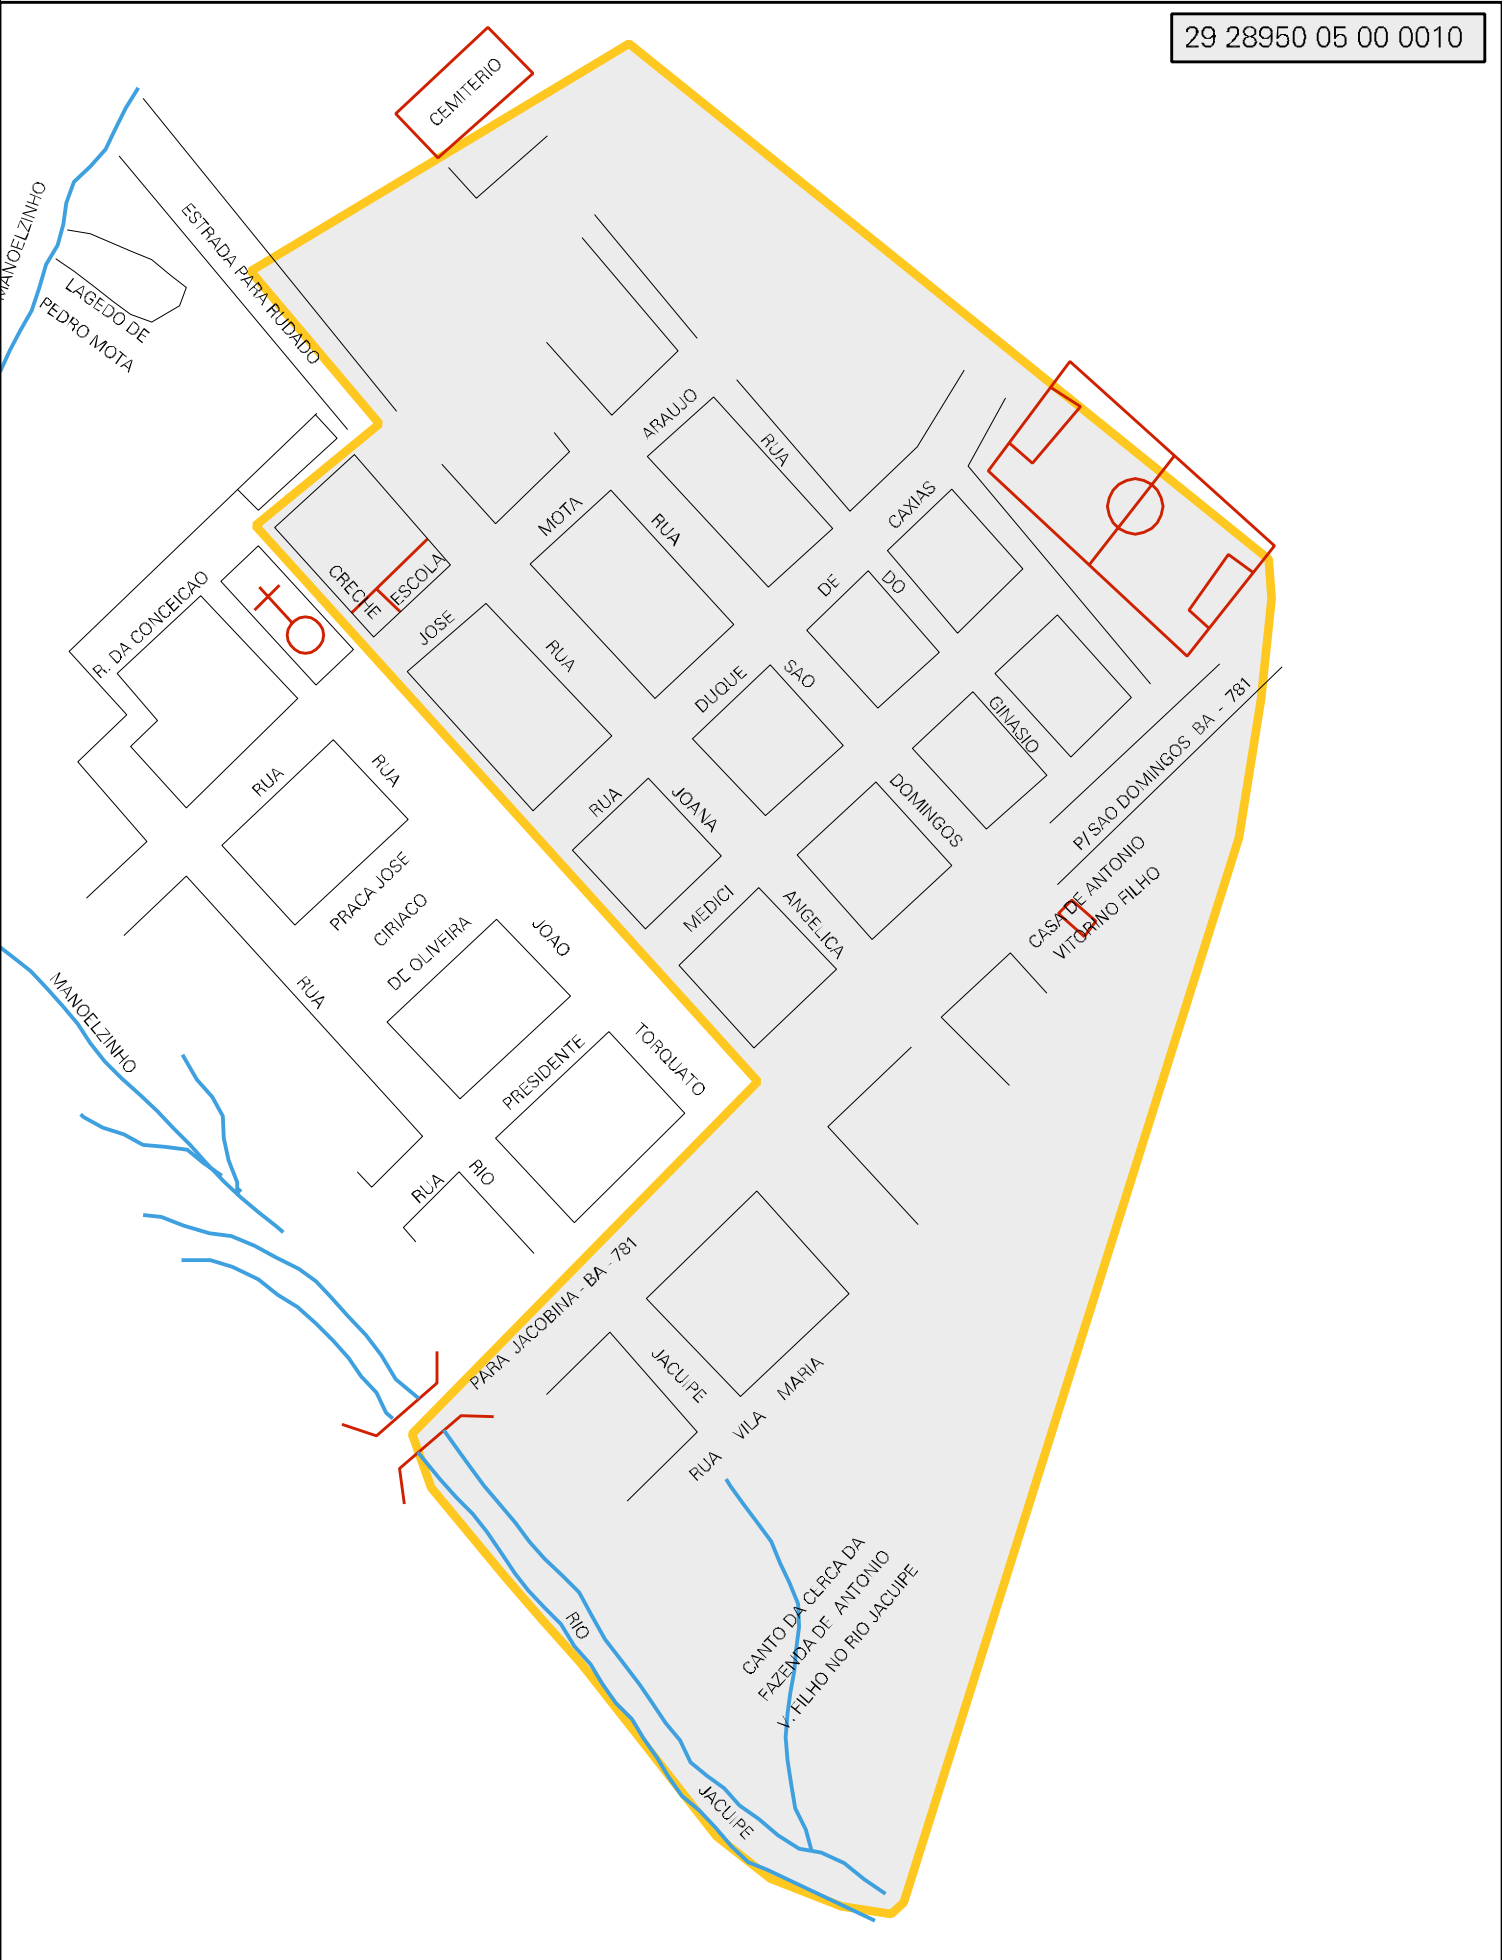 29 28950 05 00 0010
CEMITERIO
MANOELZINHO
ESTRADA PARA RUDADO
LAGEDO DE
PEDRO MOTA
ARAUJO
RUA
CAXIAS
MOTA
RUA
DE
DO
CRECHE
ESCOLA
JOSE
RUA
R. DA CONCEICAO
DUQUE
SAO
GINASIO
P/ SAO DOMINGOS BA - 781
RUA
RUA
RUA
JOANA
DOMINGOS
CASA DE ANTONIO
VITORINO FILHO
PRACA JOSE
CIRIACO
DE OLIVEIRA
JOAO
MEDICI
ANGELICA
RUA
MANOELZINHO
PRESIDENTE
TORQUATO
RUA
RIO
PARA JACOBINA - BA - 781
JACUIPE
RUA VILA MARIA
CANTO DA CERCA DA
FAZENDA DE ANTONIO
V. FILHO NO RIO JACUIPE
RIO
JACUIPE